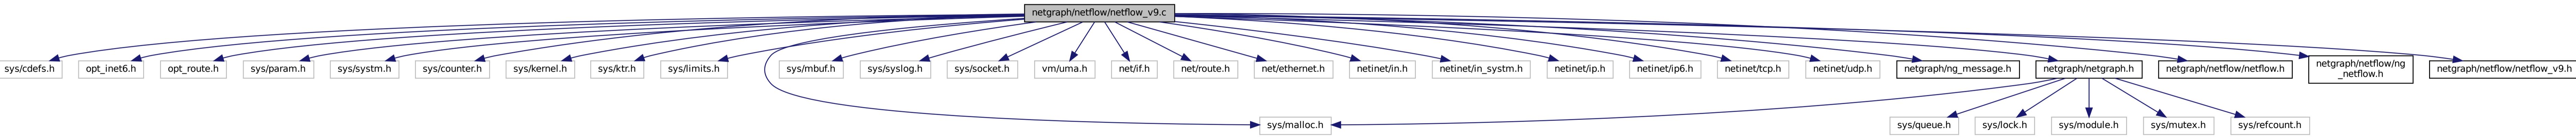 netgraph/netflow/netflow_v9.c
sys/cdefs.h
opt_inet6.h
opt_route.h
sys/param.h
sys/systm.h
sys/counter.h
sys/kernel.h
sys/ktr.h
sys/limits.h
sys/mbuf.h
sys/syslog.h
sys/socket.h
vm/uma.h
net/if.h
net/route.h
net/ethernet.h
netinet/in.h
netinet/in_systm.h
netinet/ip.h
netinet/ip6.h
netinet/tcp.h
netinet/udp.h
netgraph/ng_message.h
netgraph/netgraph.h
netgraph/netflow/netflow.h
netgraph/netflow/ng
_netflow.h
netgraph/netflow/netflow_v9.h
sys/malloc.h
sys/queue.h
sys/lock.h
sys/module.h
sys/mutex.h
sys/refcount.h